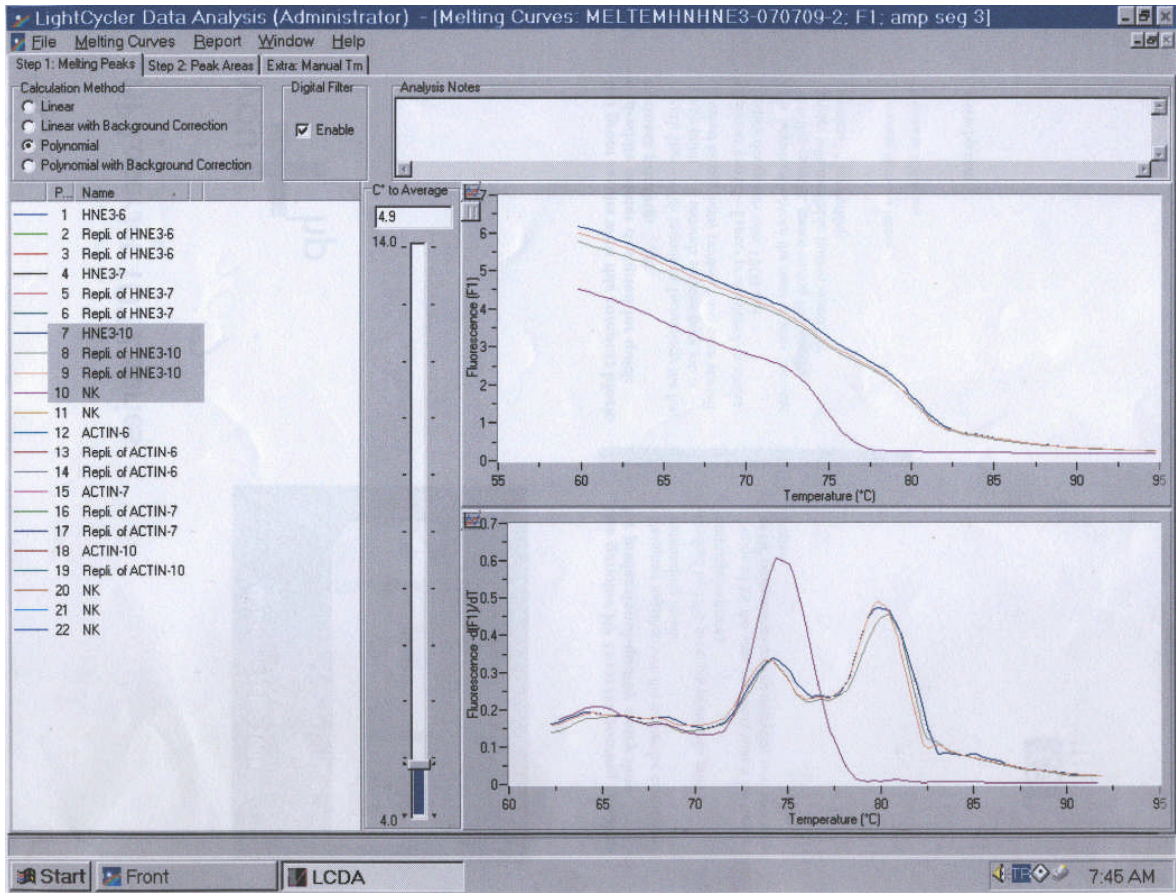 LightCycler Data Analysis (Administrator) - [Melting Curves: MELTEMHNHNE3-070709-2; F1; amp seg 3]
File Melting Curves Report Window Help
Step 1: Melting Peaks Step 2: Peak Areas Extra: Manual Tm
Calculation Method
Linear
Linear with Background Correction
Polynomial
Polynomial with Background Correction
Digital Filter
Enable
Analysis Notes
P... Name
1 HNE3-6
2 Repli. of HNE3-6
3 Repli. of HNE3-6
4 HNE3-7
5 Repli. of HNE3-7
6 Repli. of HNE3-7
7 HNE3-10
8 Repli. of HNE3-10
9 Repli. of HNE3-10
10 NK
11 NK
12 ACTIN-6
13 Repli. of ACTIN-6
14 Repli. of ACTIN-6
15 ACTIN-7
16 Repli. of ACTIN-7
17 Repli. of ACTIN-7
18 ACTIN-10
19 Repli. of ACTIN-10
20 NK
21 NK
22 NK
C° to Average
4.9
14.0
4.0
Fluorescence (F1)
7
6
5
4
3
2
1
0
55 60 65 70 75 80 85 90 95
Temperature (°C)
Fluorescence -d(F1)/dT
0.7
0.6
0.5
0.4
0.3
0.2
0.1
0
60 65 70 75 80 85 90 95
Temperature (°C)
Start Front LCDA 7:45 AM